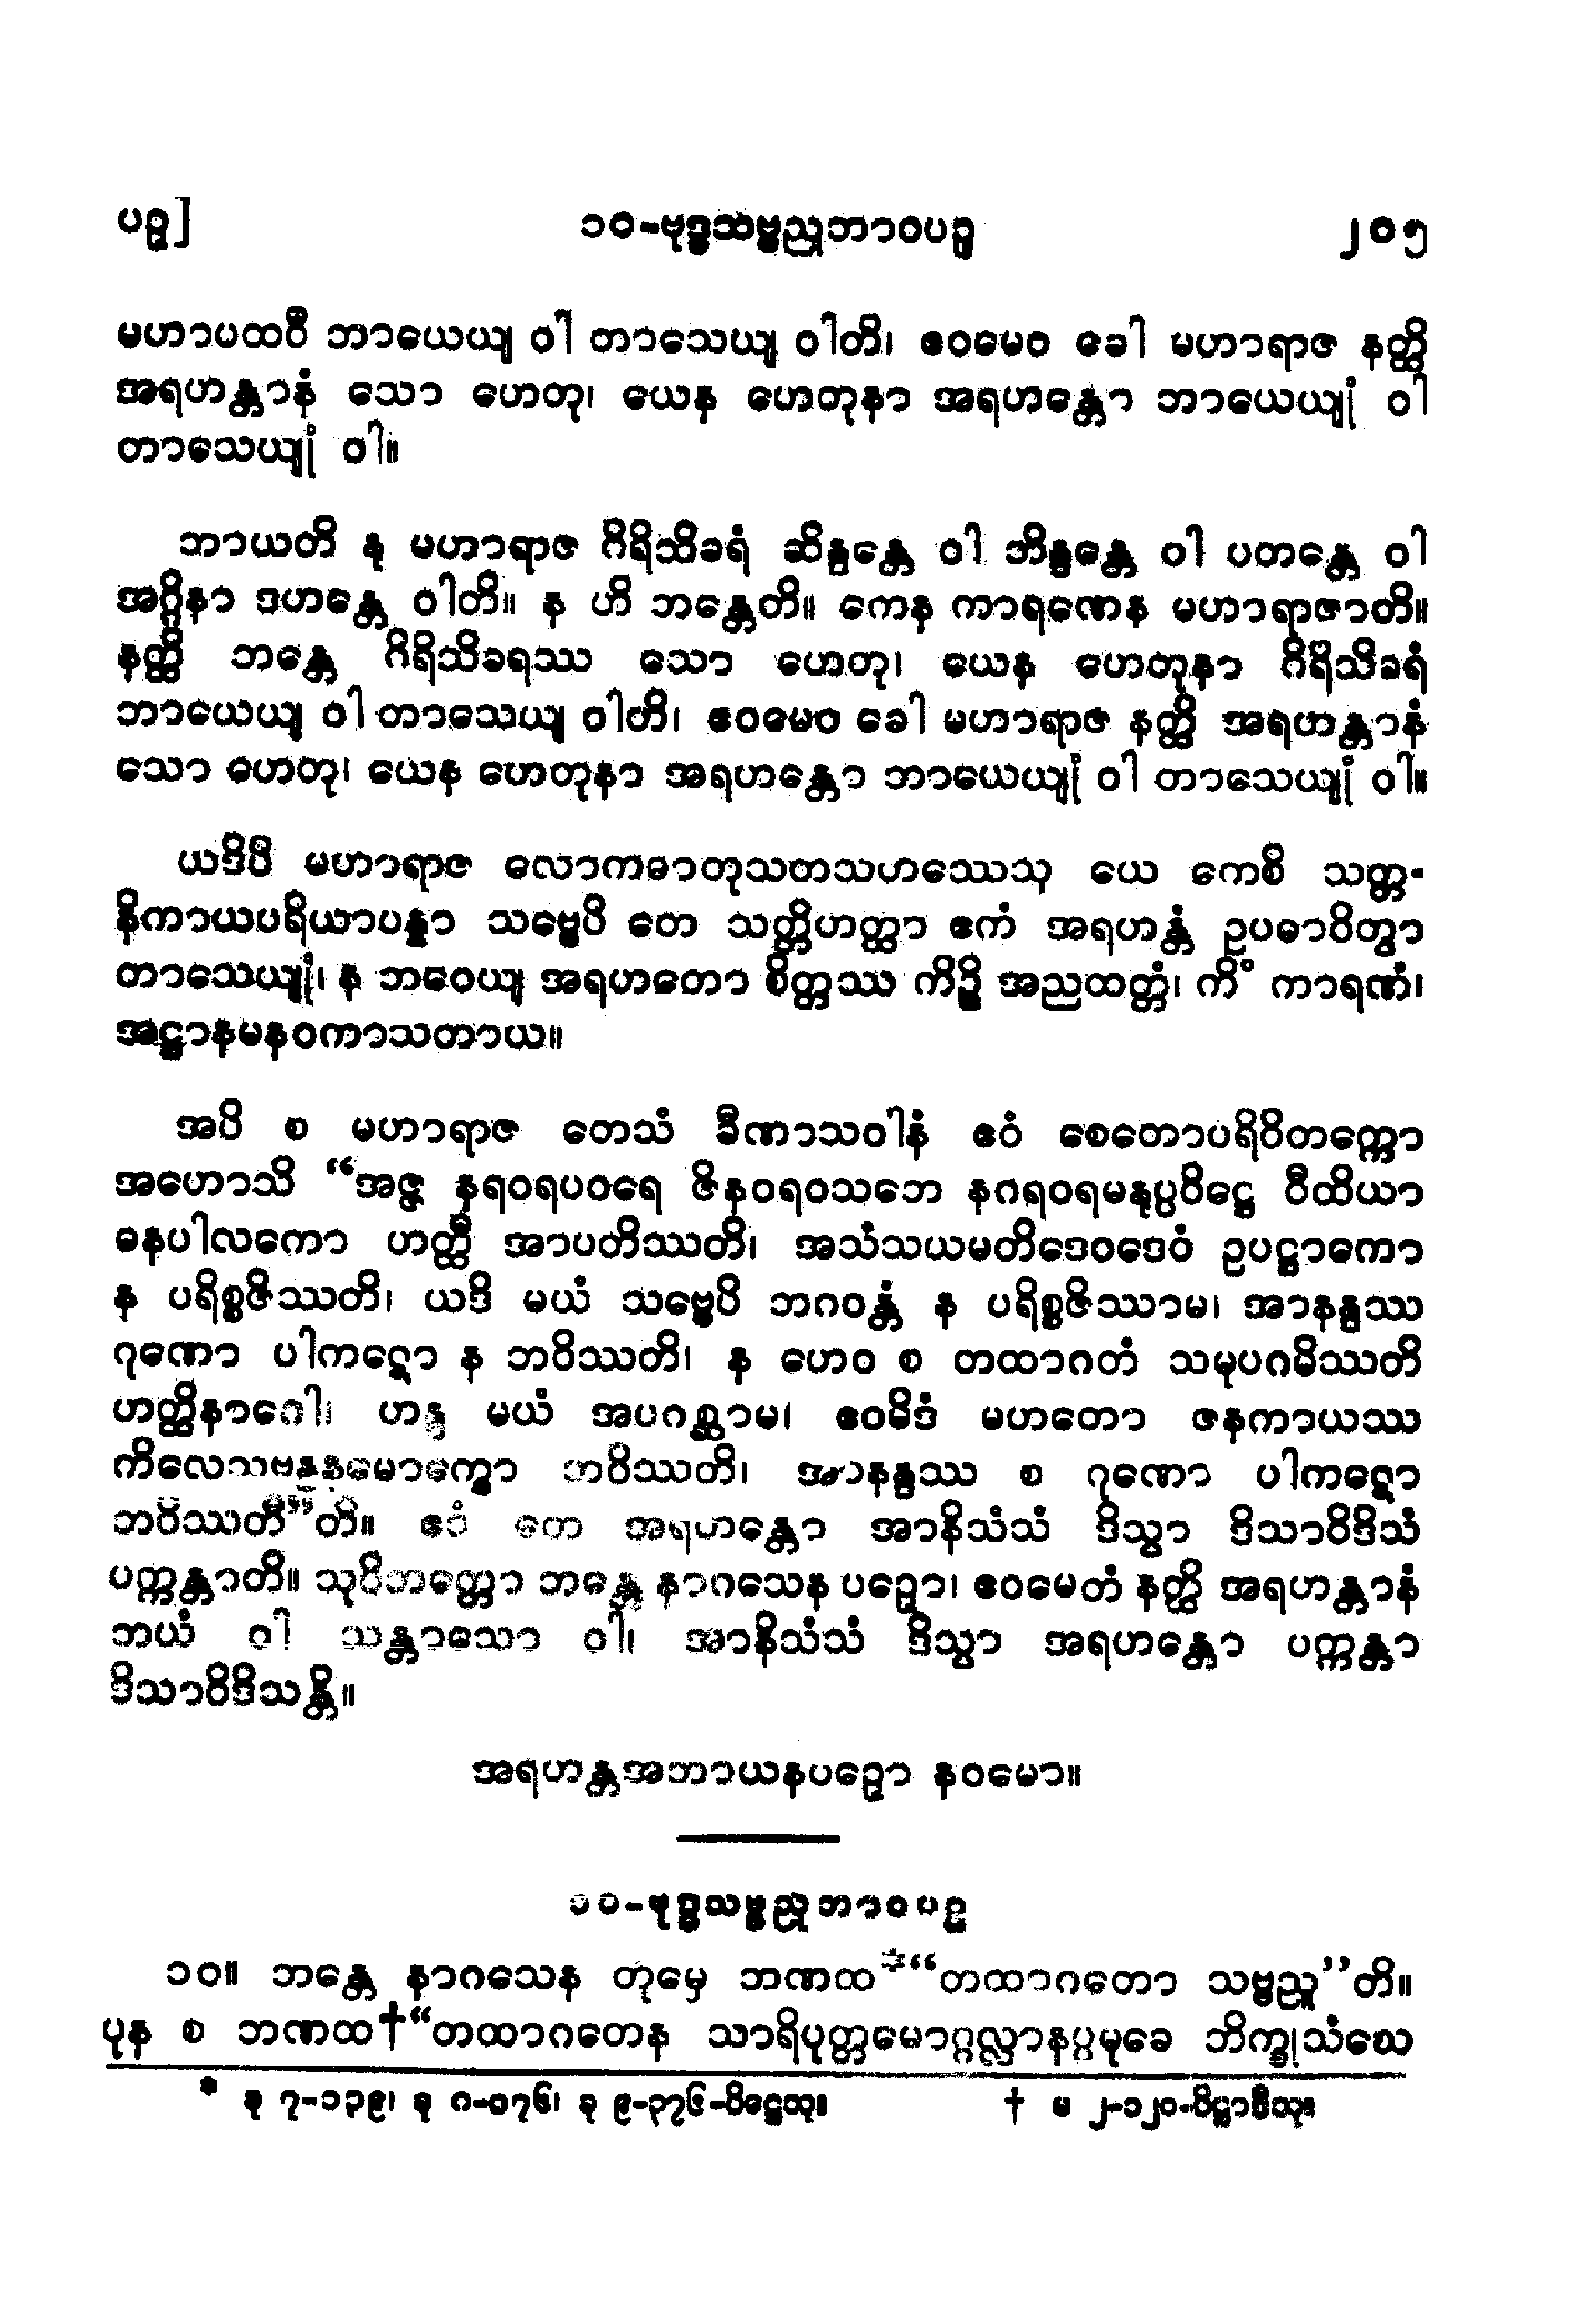 ပဉှ]
၁၀-ဗုဒ္ဓသဗ္ဗညုဘာဝပဉှ
၂၀၅
မဟာပထဝီ ဘာယေယျ ဝါ တာသေယျ ဝါတိ၊ ဧဝမေဝ ခေါ မဟာရာဇ နတ္ထိ
အရဟန္တာနံ သော ဟေတု၊ ယေန ဟေတုနာ အရဟန္တော ဘာယေယျုံ ဝါ
တာသေယျုံ ဝါ။
ဘာယတိ နု မဟာရာဇ ဂိရိသိခရံ ဆိန္ဒန္တေ ဝါ ဘိန္ဒန္တေ ဝါ ပတန္တေ ဝါ
အဂ္ဂိနာ ဒဟန္တေ ဝါတိ။ န ဟိ ဘန္တေတိ။ ကေန ကာရဏေန မဟာရာဇာတိ။
နတ္ထိ ဘန္တေ ဂိရိသိခရဿ သော ဟေတု၊ ယေန ဟေတုနာ ဂိရိသိခရံ
ဘာယေယျ ဝါ တာသေယျ ဝါတိ၊ ဧဝမေဝ ခေါ မဟာရာဇ နတ္ထိ အရဟန္တာနံ
သော ဟေတု၊ ယေန ဟေတုနာ အရဟန္တော ဘာယေယျုံ ဝါ တာသေယျုံ ဝါ။
ယဒိပိ မဟာရာဇ လောကဓာတုသတသဟဿေသု ယေ ကေစိ သတ္တ-
နိကာယပရိယာပန္နာ သဗ္ဗေပိ တေ သတ္တိဟတ္ထာ ဧကံ အရဟန္တံ ဥပဓာဝိတွာ
တာသေယျုံ၊ န ဘဝေယျ အရဟတော စိတ္တဿ ကိဉ္စိ အညထတ္တံ၊ ကိံ ကာရဏံ၊
အဋ္ဌာနမနဝကာသတာယ။
အပိ စ မဟာရာဇ တေသံ ခီဏာသဝါနံ ဧဝံ စေတောပရိဝိတက္ကော
အဟောသိ “အဇ္ဇ နရဝရပဝရေ ဇိနဝရဝသဘေ နဂရဝရမနုပ္ပဝိဋ္ဌေ ဝီထိယာ
ဓနပါလကော ဟတ္ထီ အာပတိဿတိ၊ အသံသယမတိဒေဝဒေဝံ ဥပဋ္ဌာကော
န ပရိစ္စဇိဿတိ၊ ယဒိ မယံ သဗ္ဗေပိ ဘဂဝန္တံ န ပရိစ္စဇိဿာမ၊ အာနန္ဒဿ
ဂုဏော ပါကဋော န ဘဝိဿတိ၊ န ဟေဝ စ တထာဂတံ သမုပဂမိဿတိ
ဟတ္ထိနာဂေါ၊ ဟန္ဒ မယံ အပဂစ္ဆာမ၊ ဧဝမိဒံ မဟတော ဇနကာယဿ
ကိလေသဗန္ဓနမောက္ခော ဘဝိဿတိ၊ အာနန္ဒဿ စ ဂုဏော ပါကဋော
ဘဝိဿတီ”တိ။ ဧဝံ တေ အရဟန္တော အာနိသံသံ ဒိသွာ ဒိသာဝိဒိသံ
ပက္ကန္တာတိ။ သုဝိဘတ္တော ဘန္တေ နာဂသေန ပဉှော၊ ဧဝမေတံ နတ္ထိ အရဟန္တာနံ
ဘယံ ဝါ သန္တာသော ဝါ၊ အာနိသံသံ ဒိသွာ အရဟန္တော ပက္ကန္တာ
ဒိသာဝိဒိသန္တိ။
အရဟန္တအဘာယနပဉှော နဝမော။
၁၀-ဗုဒ္ဓသဗ္ဗညုဘာဝပဉှ
၁၀။ ဘန္တေ နာဂသေန တုမှေ ဘဏထ*“တထာဂတော သဗ္ဗညူ”တိ။
ပုန စ ဘဏထ†“တထာဂတေန သာရိပုတ္တမောဂ္ဂလ္လာနပ္ပမုခေ ဘိက္ခုသံဃေ
* ခု ၇-၁၃၉၊ ခု ဂ-၁၇၆၊ ခု ၉-၃၇၆-ပိဋ္ဌေသု။
† မ ၂-၁၂၀-ပိဋ္ဌာဒီသု။